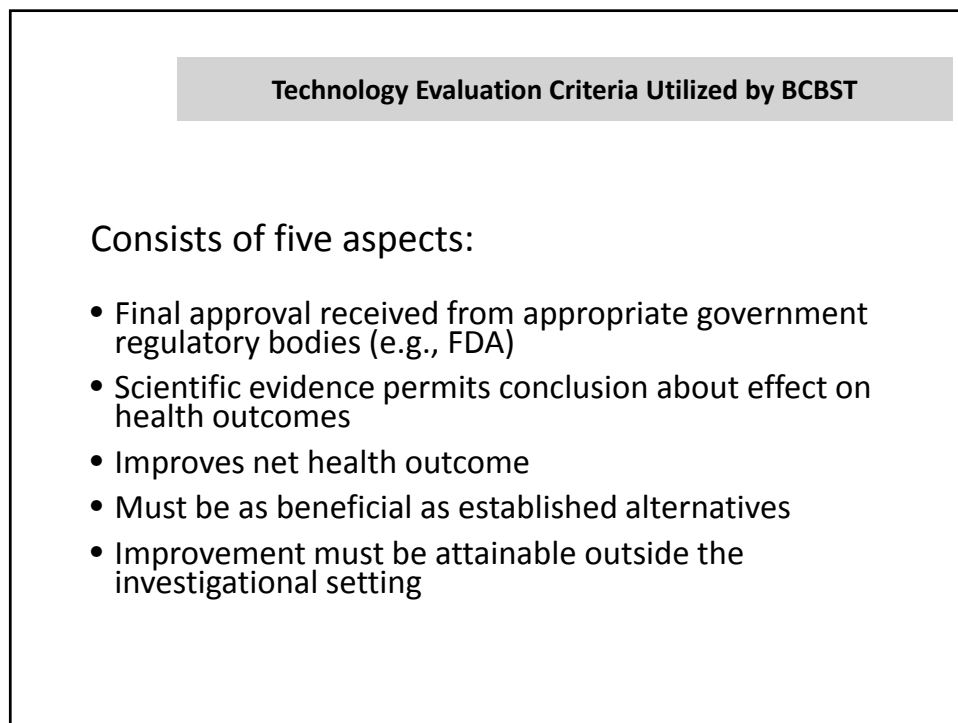 Technology Evaluation Criteria Utilized by BCBST
Consists of five aspects:
• Final approval received from appropriate government
regulatory bodies (e.g., FDA)
• Scientific evidence permits conclusion about effect on
health outcomes
• Improves net health outcome
• Must be as beneficial as established alternatives
• Improvement must be attainable outside the
investigational setting